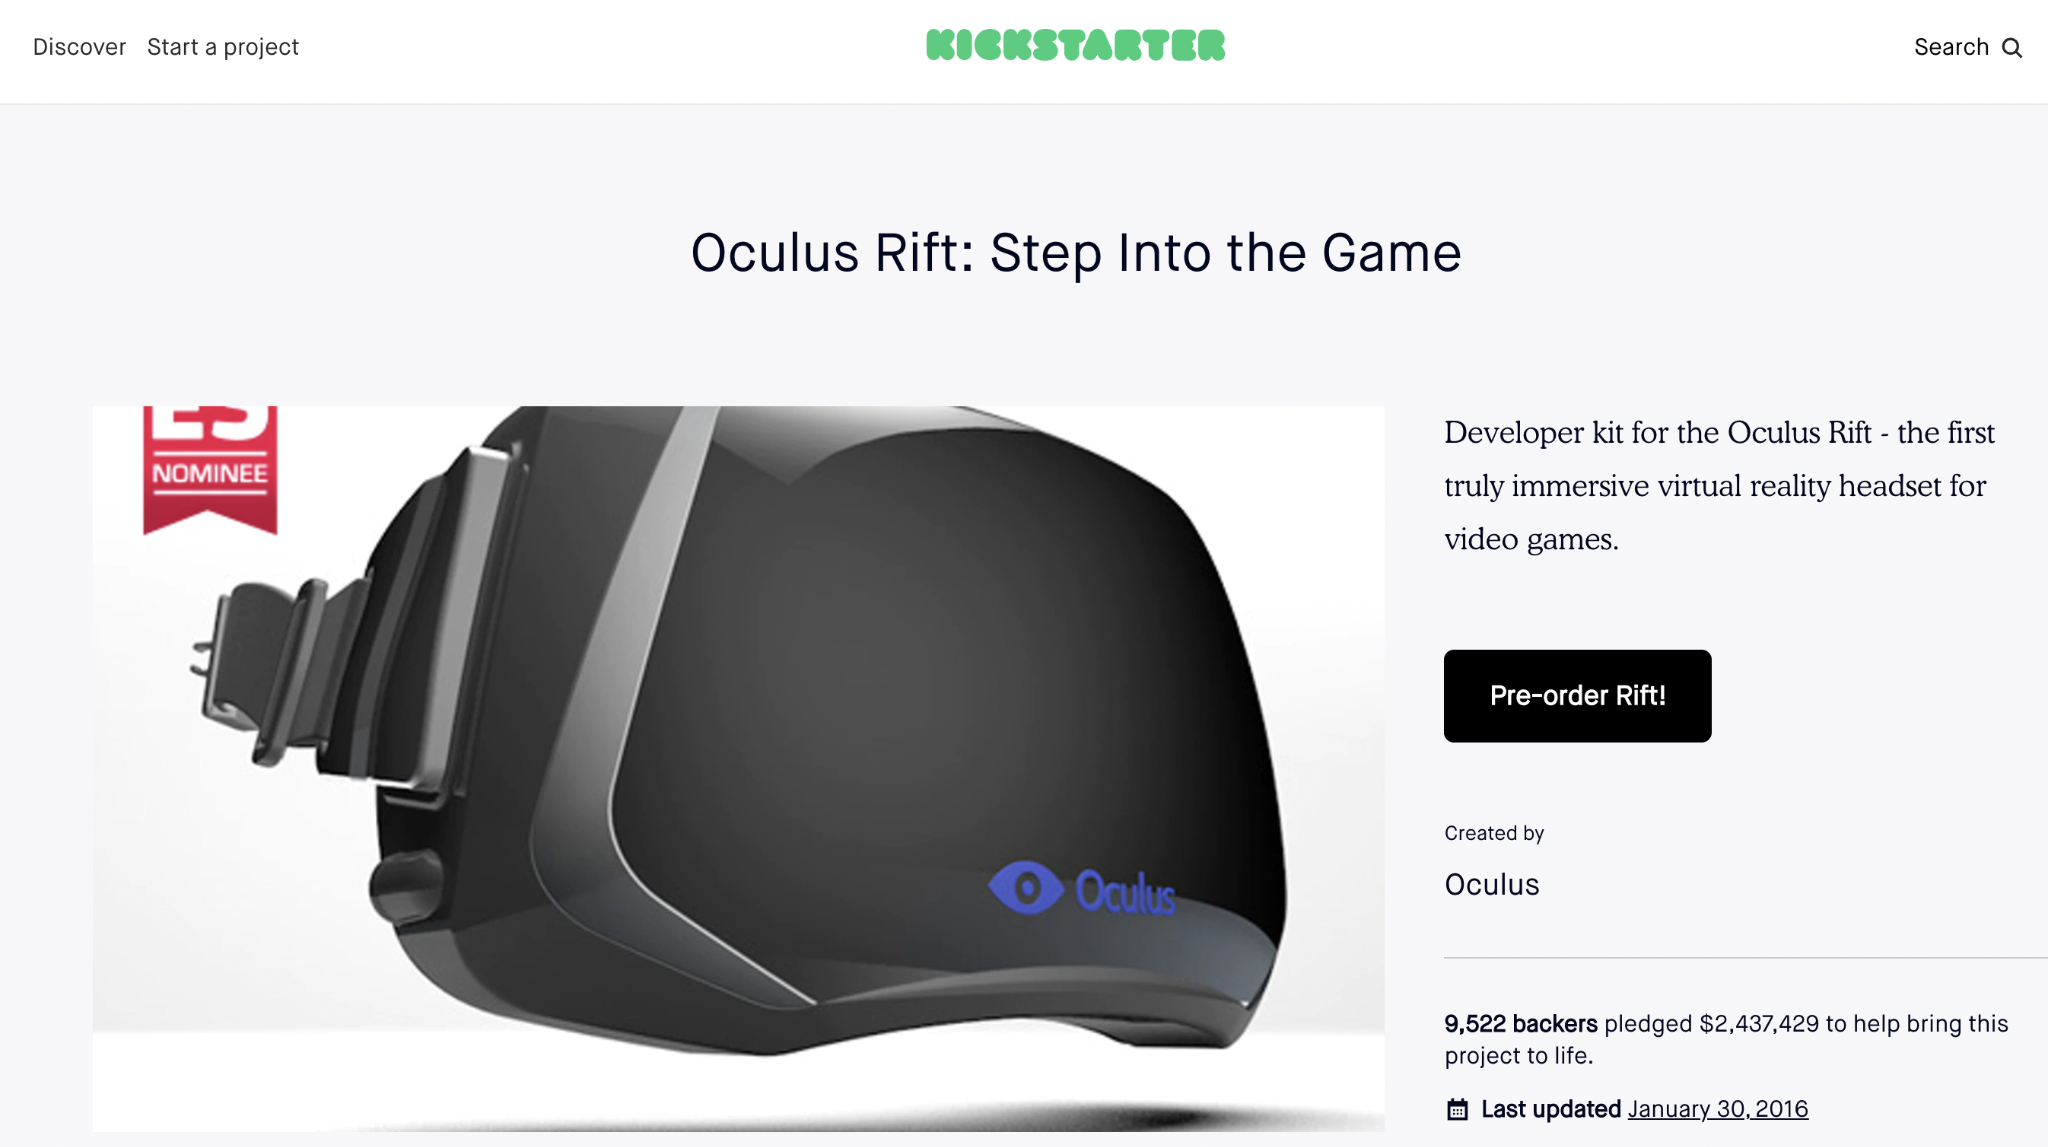 Discover Start a project
KICKSTARTER
Search
Oculus Rift: Step Into the Game
E3
NOMINEE
Oculus
Developer kit for the Oculus Rift - the first
truly immersive virtual reality headset for
video games.
Pre-order Rift!
Created by
Oculus
9,522 backers pledged $2,437,429 to help bring this
project to life.
Last updated January 30, 2016